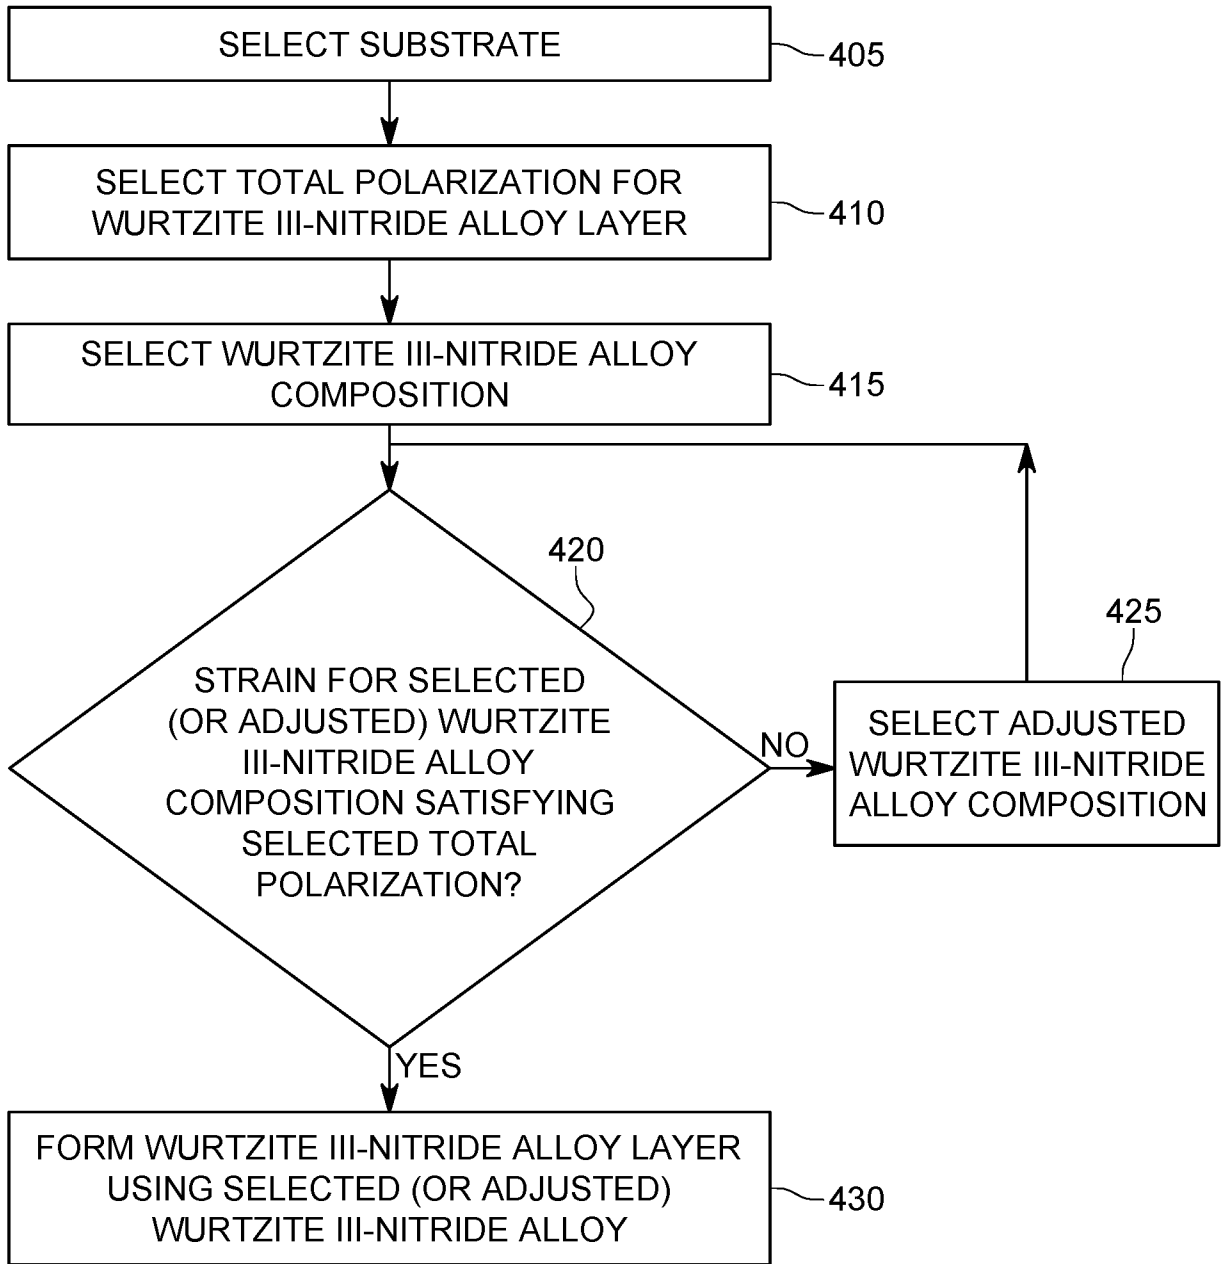 SELECT SUBSTRATE
405
SELECT TOTAL POLARIZATION FOR
WURTZITE III-NITRIDE ALLOY LAYER
410
SELECT WURTZITE III-NITRIDE ALLOY
COMPOSITION
415
420
STRAIN FOR SELECTED
(OR ADJUSTED) WURTZITE
III-NITRIDE ALLOY
COMPOSITION SATISFYING
SELECTED TOTAL
POLARIZATION?
NO
425
SELECT ADJUSTED
WURTZITE III-NITRIDE
ALLOY COMPOSITION
YES
FORM WURTZITE III-NITRIDE ALLOY LAYER
USING SELECTED (OR ADJUSTED)
WURTZITE III-NITRIDE ALLOY
430